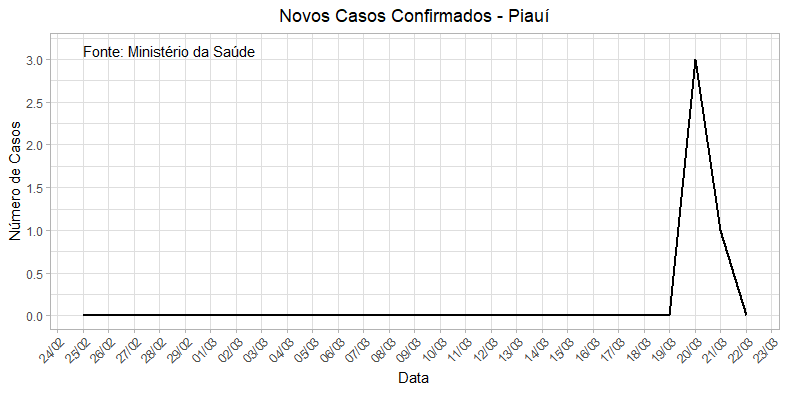 Novos Casos Confirmados - Piauí
Fonte: Ministério da Saúde
Número de Casos
3.0
2.5
2.0
1.5
1.0
0.5
0.0
24/02 25/02 26/02 27/02 28/02 29/02 01/03 02/03 03/03 04/03 05/03 06/03 07/03 08/03 09/03 10/03 11/03 12/03 13/03 14/03 15/03 16/03 17/03 18/03 19/03 20/03 21/03 22/03 23/03
Data